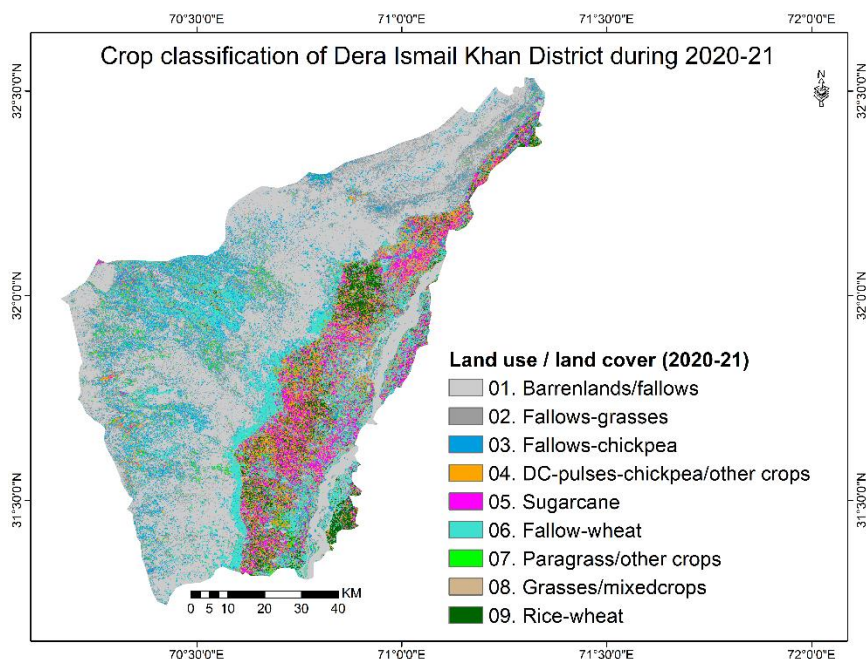 70°30'0"E 71°0'0"E 71°30'0"E 72°0'0"E
Crop classification of Dera Ismail Khan District during 2020-21
N
32°30'0"N 32°30'0"N
32°0'0"N 32°0'0"N
Land use / land cover (2020-21)
01. Barrenlands/fallows
02. Fallows-grasses
03. Fallows-chickpea
04. DC-pulses-chickpea/other crops
05. Sugarcane
31°30'0"N 31°30'0"N
06. Fallow-wheat
07. Paragrass/other crops
08. Grasses/mixedcrops
09. Rice-wheat
KM
0 5 10 20 30 40
70°30'0"E 71°0'0"E 71°30'0"E 72°0'0"E